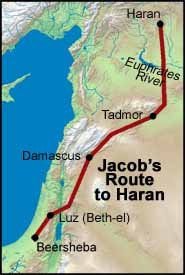 Haran
Euphrates
River
Tadmor
Damascus
Jacob's
Route
to Haran
Luz (Beth-el)
Beersheba